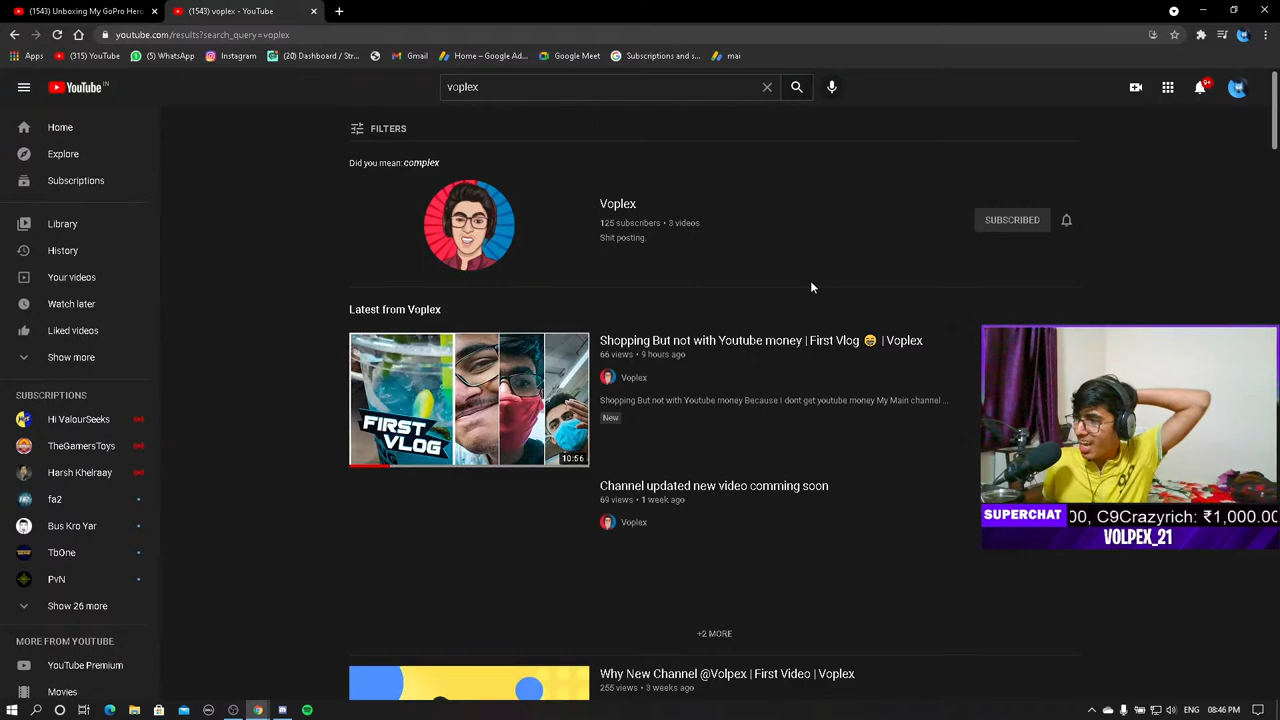 (1543) Unboxing My GoPro Hero
(1543) voplex - YouTube
youtube.com/results?search_query=voplex
Apps
(315) YouTube
(5) WhatsApp
Instagram
(20) Dashboard / Str...
Gmail
Home – Google Ad...
Google Meet
Subscriptions and s...
mai
YouTube IN
voplex
9+
Home
Explore
Subscriptions
Library
History
Your videos
Watch later
Liked videos
Show more
SUBSCRIPTIONS
Hi ValourSeeks
TheGamersToys
Harsh Khelraay
fa2
Bus Kro Yar
TbOne
PvN
Show 26 more
MORE FROM YOUTUBE
YouTube Premium
Movies
FILTERS
Did you mean: complex
Voplex
125 subscribers • 3 videos
Shit posting.
SUBSCRIBED
Latest from Voplex
FIRST
VLOG
10:56
Shopping But not with Youtube money | First Vlog 😁 | Voplex
66 views • 9 hours ago
Voplex
Shopping But not with Youtube money Because I dont get youtube money My Main channel ...
New
Channel updated new video comming soon
69 views • 1 week ago
Voplex
+2 MORE
Why New Channel @Volpex | First Video | Voplex
255 views • 3 weeks ago
SUPERCHAT 00, C9Crazyrich: ₹1,000.00
VOLPEX_21
ENG 08:46 PM